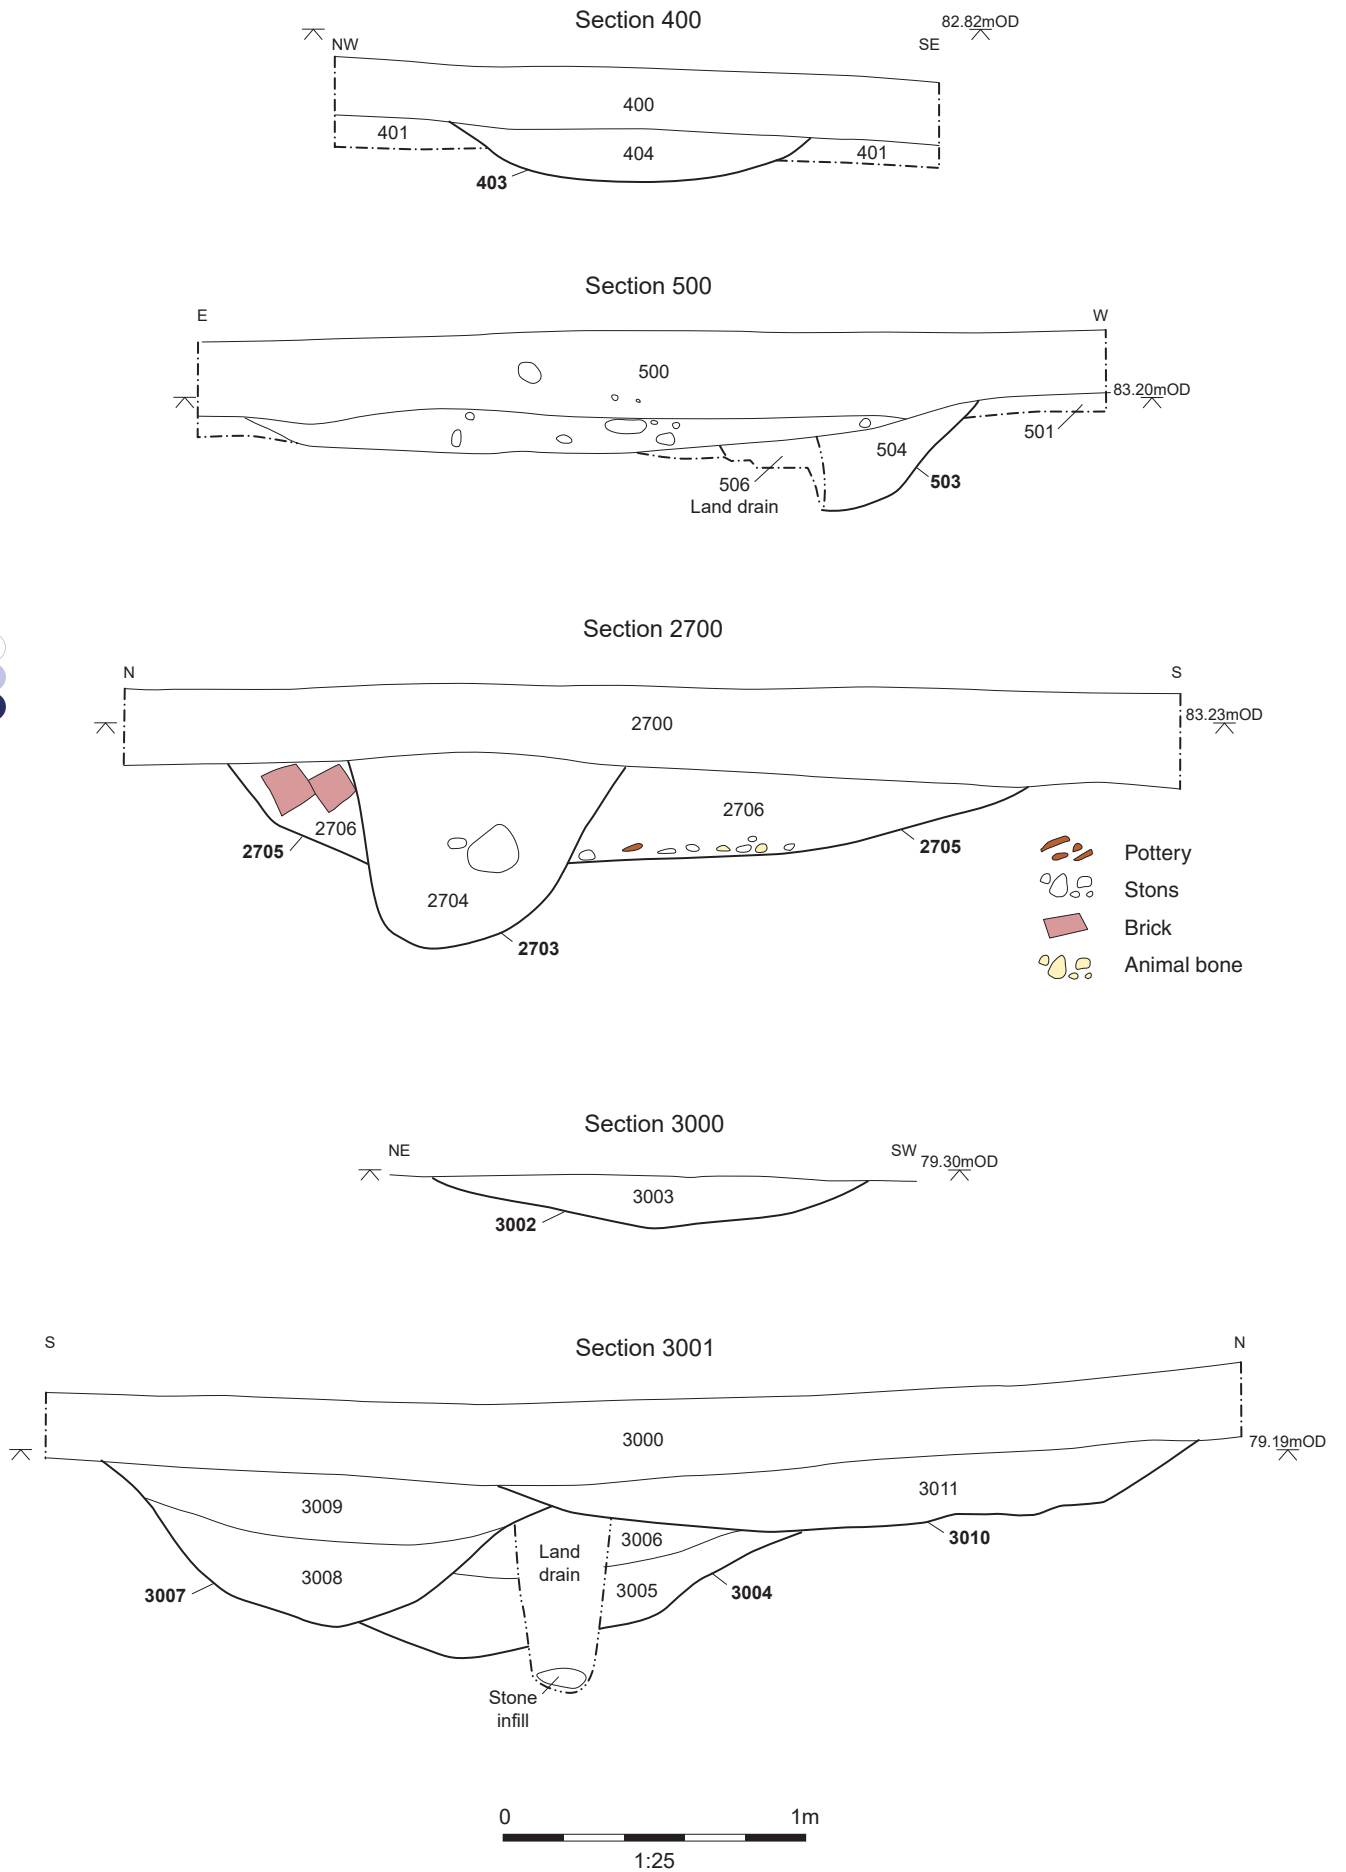 Section 400
82.82mOD
NW
SE
400
401
404
401
403
Section 500
E
W
500
83.20mOD
501
504
506
Land drain
503
Section 2700
N
S
2700
83.23mOD
2706
2706
2705
2705
2704
2703
Pottery
Stons
Brick
Animal bone
Section 3000
NE
SW
79.30mOD
3003
3002
Section 3001
S
N
3000
79.19mOD
3011
3009
3006
3010
Land
drain
3008
3005
3004
3007
Stone
infill
0
1m
1:25